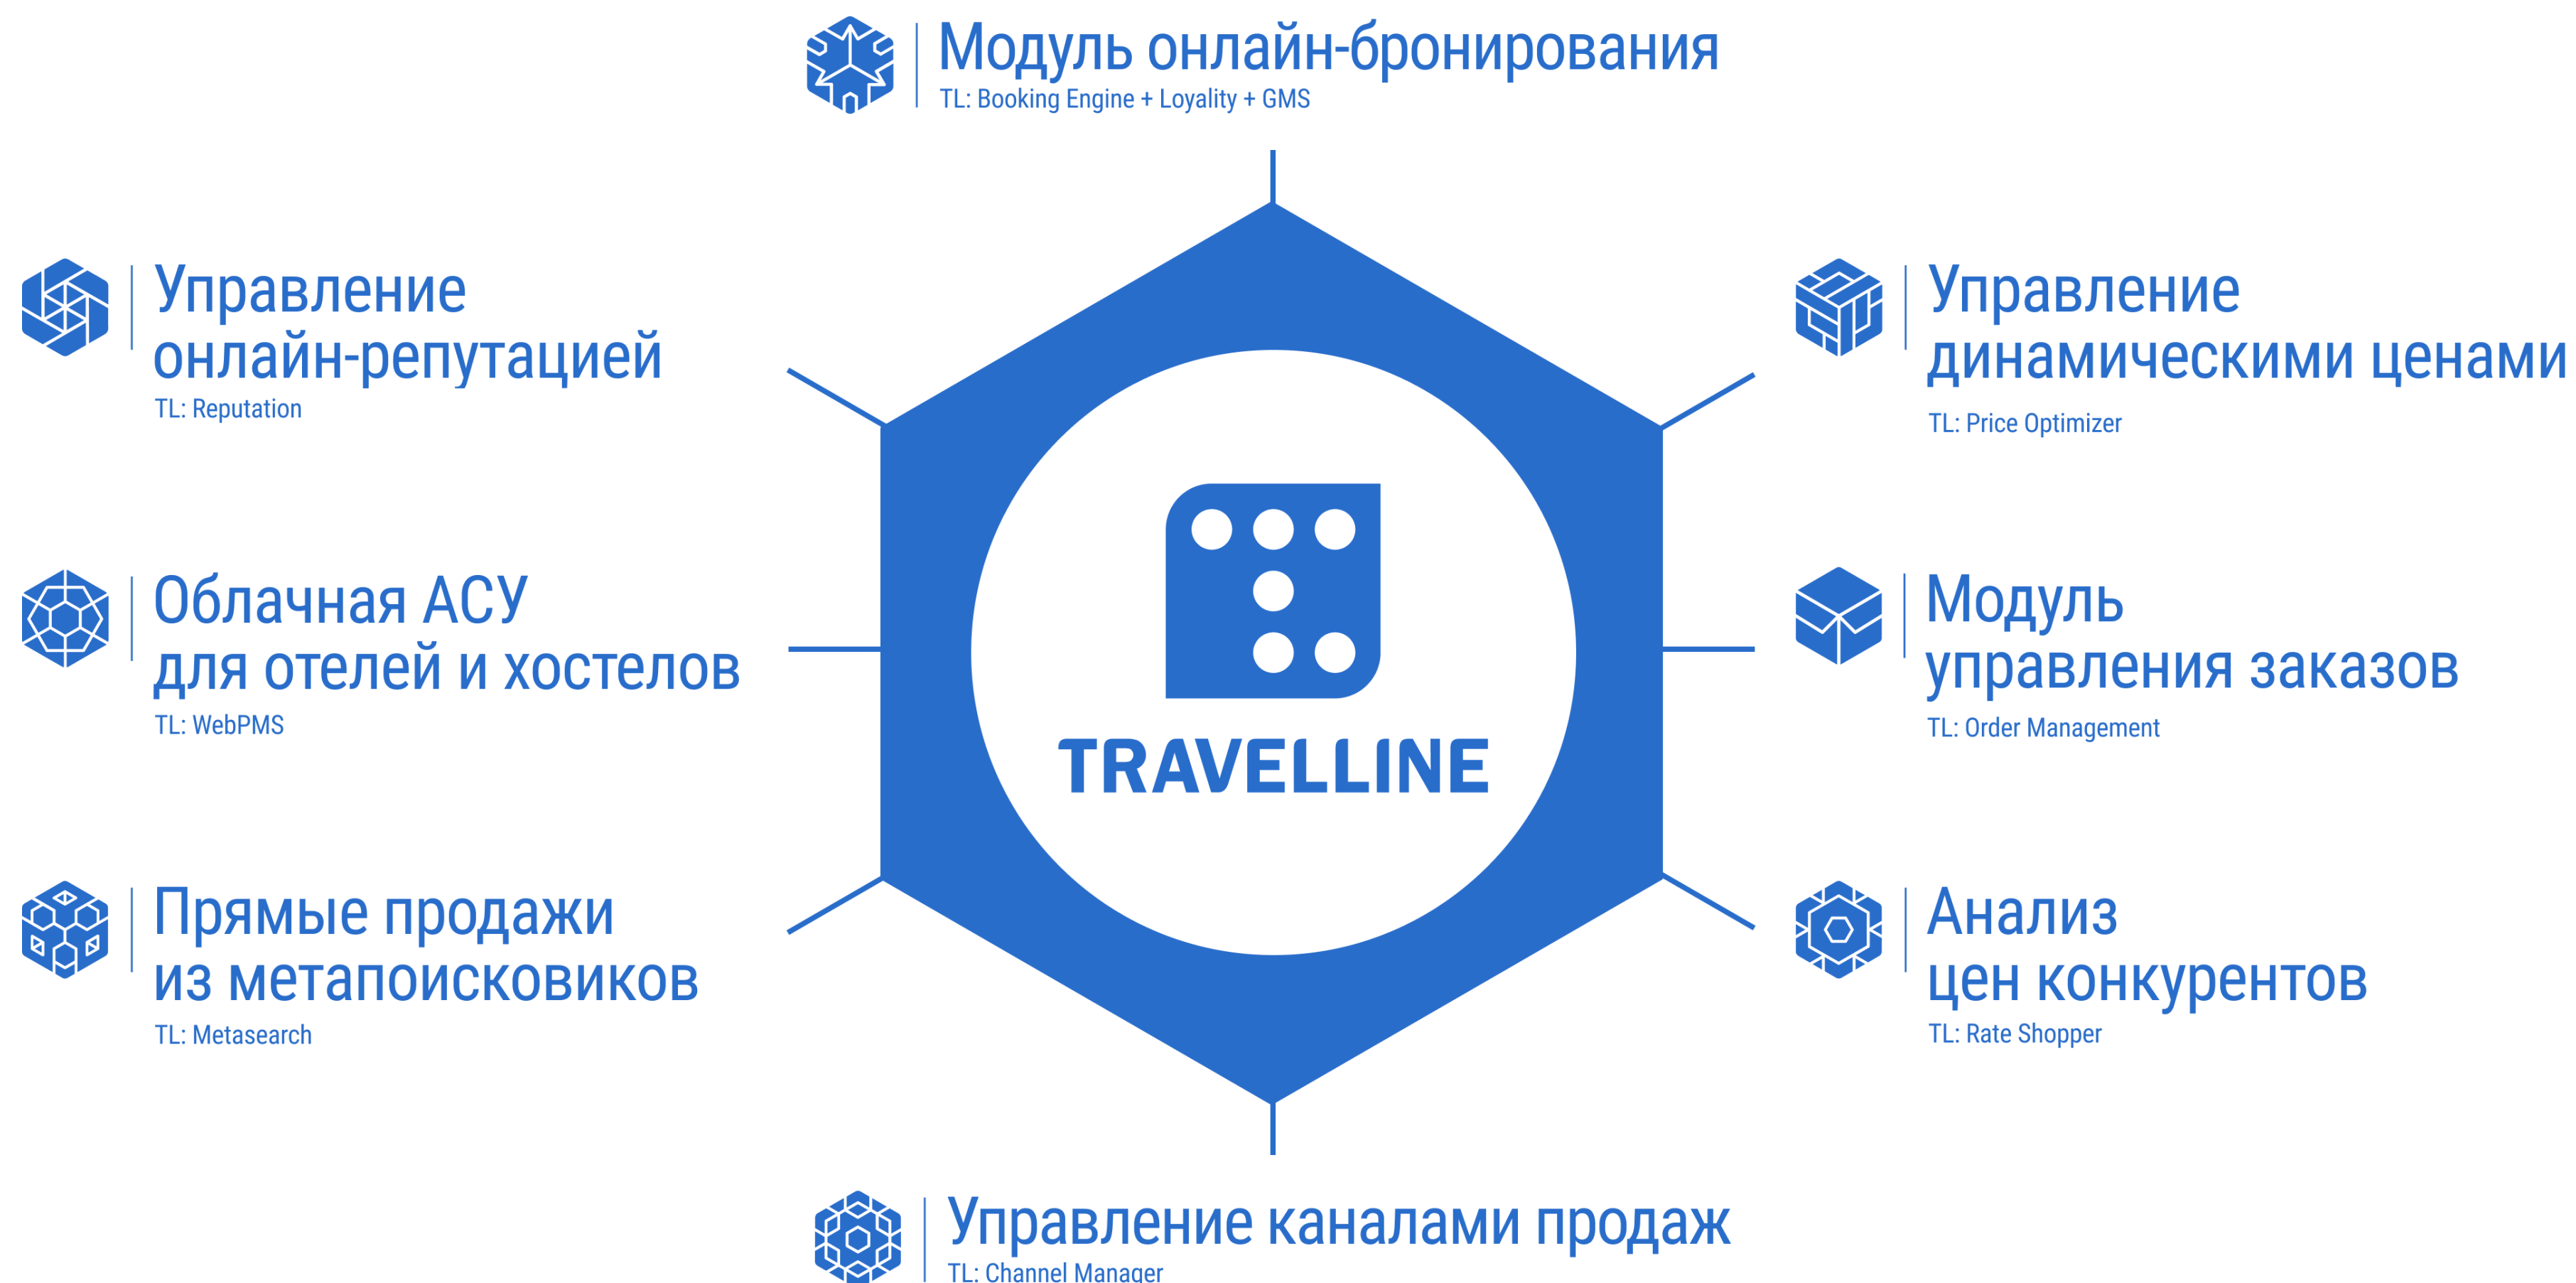 Модуль онлайн-бронирования
TL: Booking Engine + Loyality + GMS
Управление
онлайн-репутацией
TL: Reputation
Управление
динамическими ценами
TL: Price Optimizer
Облачная АСУ
для отелей и хостелов
TL: WebPMS
TRAVELLINE
Модуль
управления заказов
TL: Order Management
Прямые продажи
из метапоисковиков
TL: Metasearch
Анализ
цен конкурентов
TL: Rate Shopper
Управление каналами продаж
TL: Channel Manager